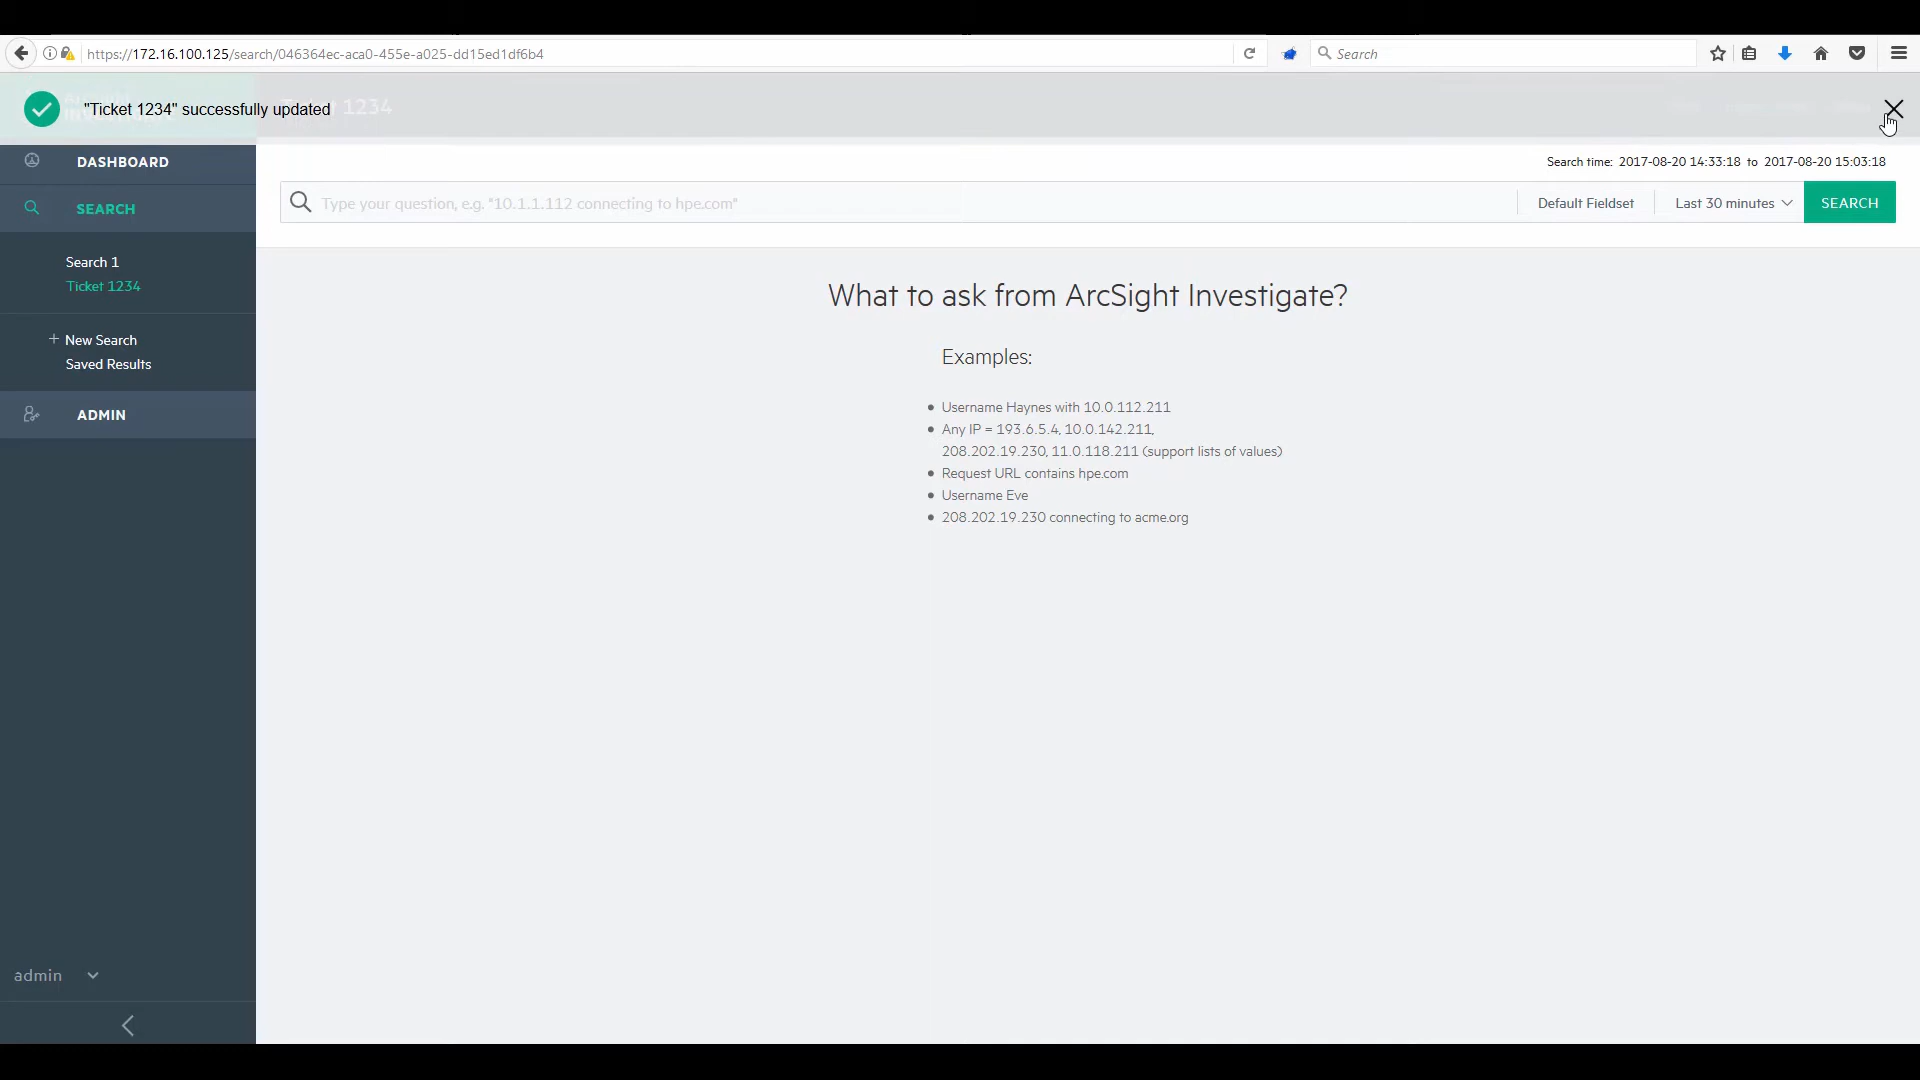 https://172.16.100.125/search/046364ec-aca0-455e-a025-dd15ed1df6b4
Search
"Ticket 1234" successfully updated
1234
DASHBOARD
Search time: 2017-08-20 14:33:18 to 2017-08-20 15:03:18
SEARCH
Type your question, e.g. "10.1.1.112 connecting to hpe.com"
Default Fieldset
Last 30 minutes
SEARCH
Search 1
Ticket 1234
What to ask from ArcSight Investigate?
+ New Search
Saved Results
Examples:
Username Haynes with 10.0.112.211
ADMIN
Any IP = 193.6.5.4, 10.0.142.211,
208.202.19.230, 11.0.118.211 (support lists of values)
Request URL contains hpe.com
Username Eve
208.202.19.230 connecting to acme.org
admin